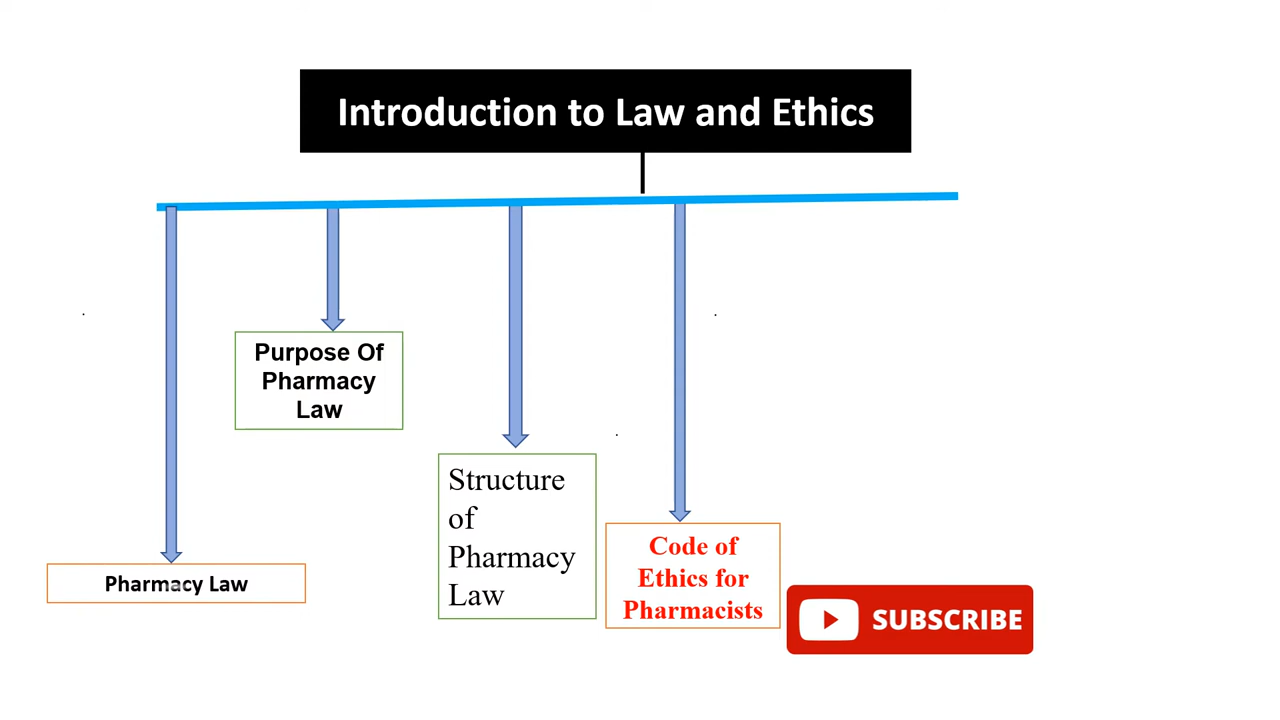 Introduction to Law and Ethics
Purpose Of
Pharmacy
Law
Structure
of
Pharmacy
Law
Code of
Ethics for
Pharmacists
Pharmacy Law
SUBSCRIBE